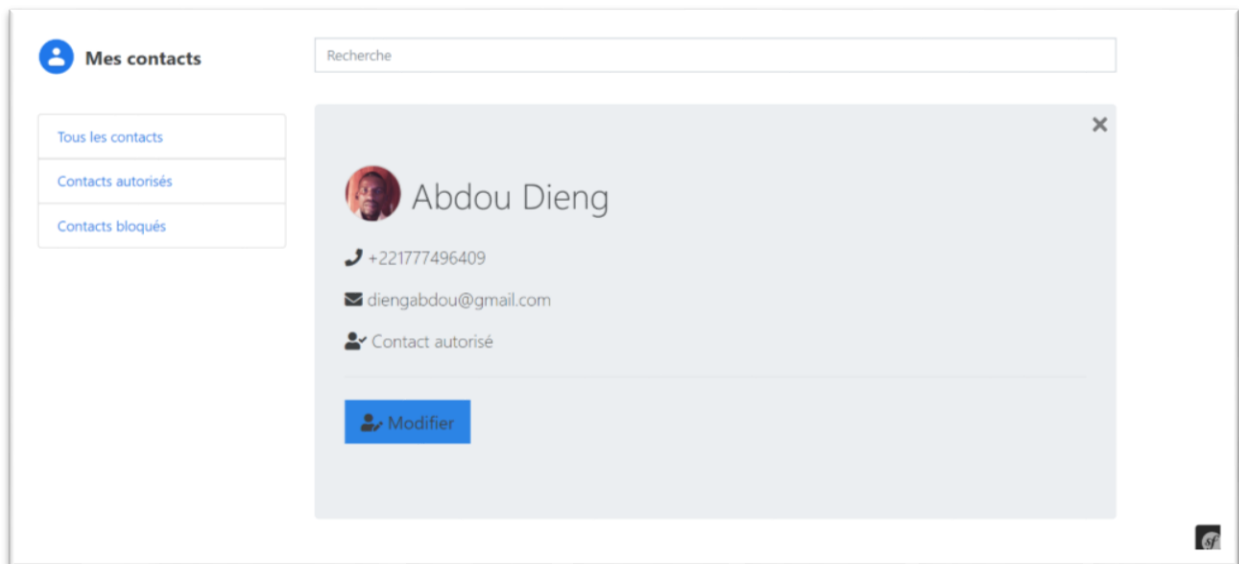 Mes contacts
Recherche
Tous les contacts
Contacts autorisés
Contacts bloqués
Abdou Dieng
+221777496409
diengabdou@gmail.com
Contact autorisé
Modifier
sf